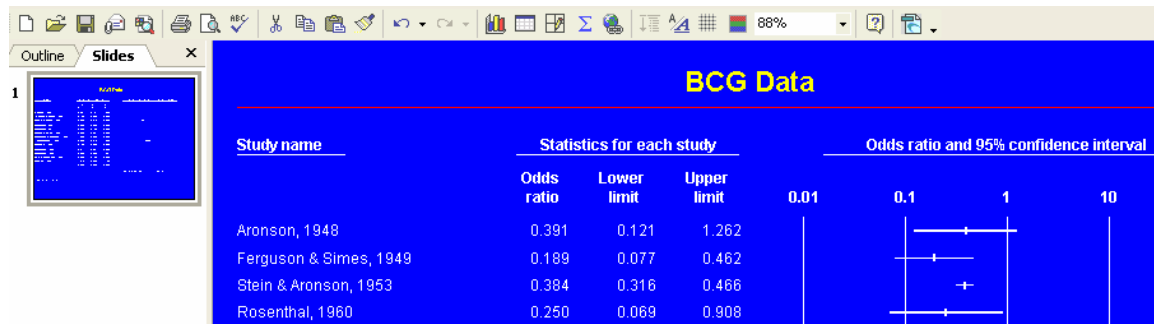 ABC
88%
Outline Slides
1
BCG Data
Study name Statistics for each study Odds ratio and 95% confidence interval
Odds ratio Lower limit Upper limit 0.01 0.1 1 10
Aronson, 1948 0.391 0.121 1.262
Ferguson & Simes, 1949 0.189 0.077 0.462
Stein & Aronson, 1953 0.384 0.316 0.466
Rosenthal, 1960 0.250 0.069 0.908